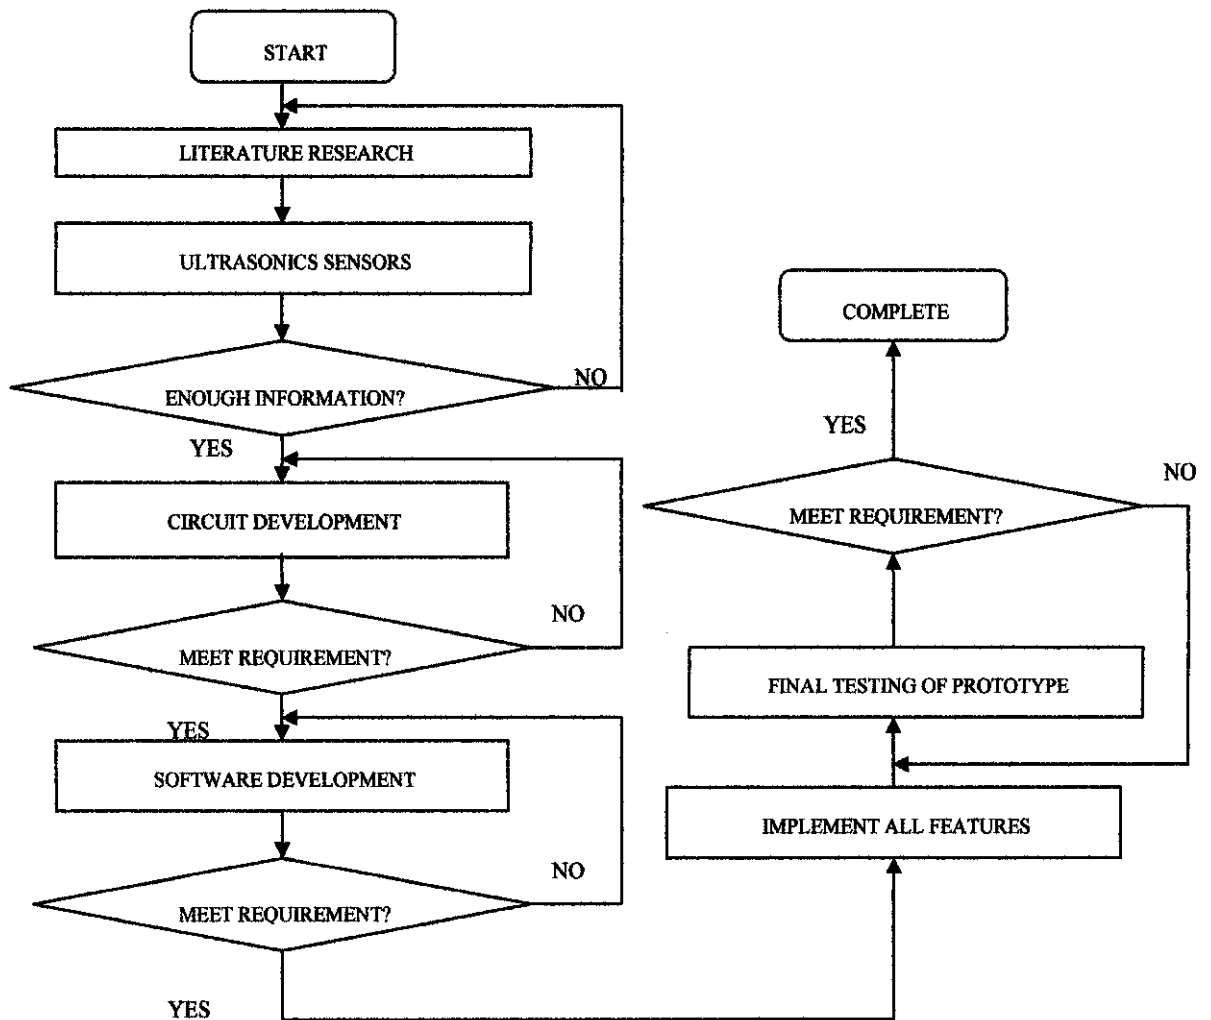 START
LITERATURE RESEARCH
ULTRASONICS SENSORS
ENOUGH INFORMATION?
NO
YES
CIRCUIT DEVELOPMENT
MEET REQUIREMENT?
NO
YES
SOFTWARE DEVELOPMENT
MEET REQUIREMENT?
NO
YES
IMPLEMENT ALL FEATURES
FINAL TESTING OF PROTOTYPE
MEET REQUIREMENT?
NO
YES
COMPLETE